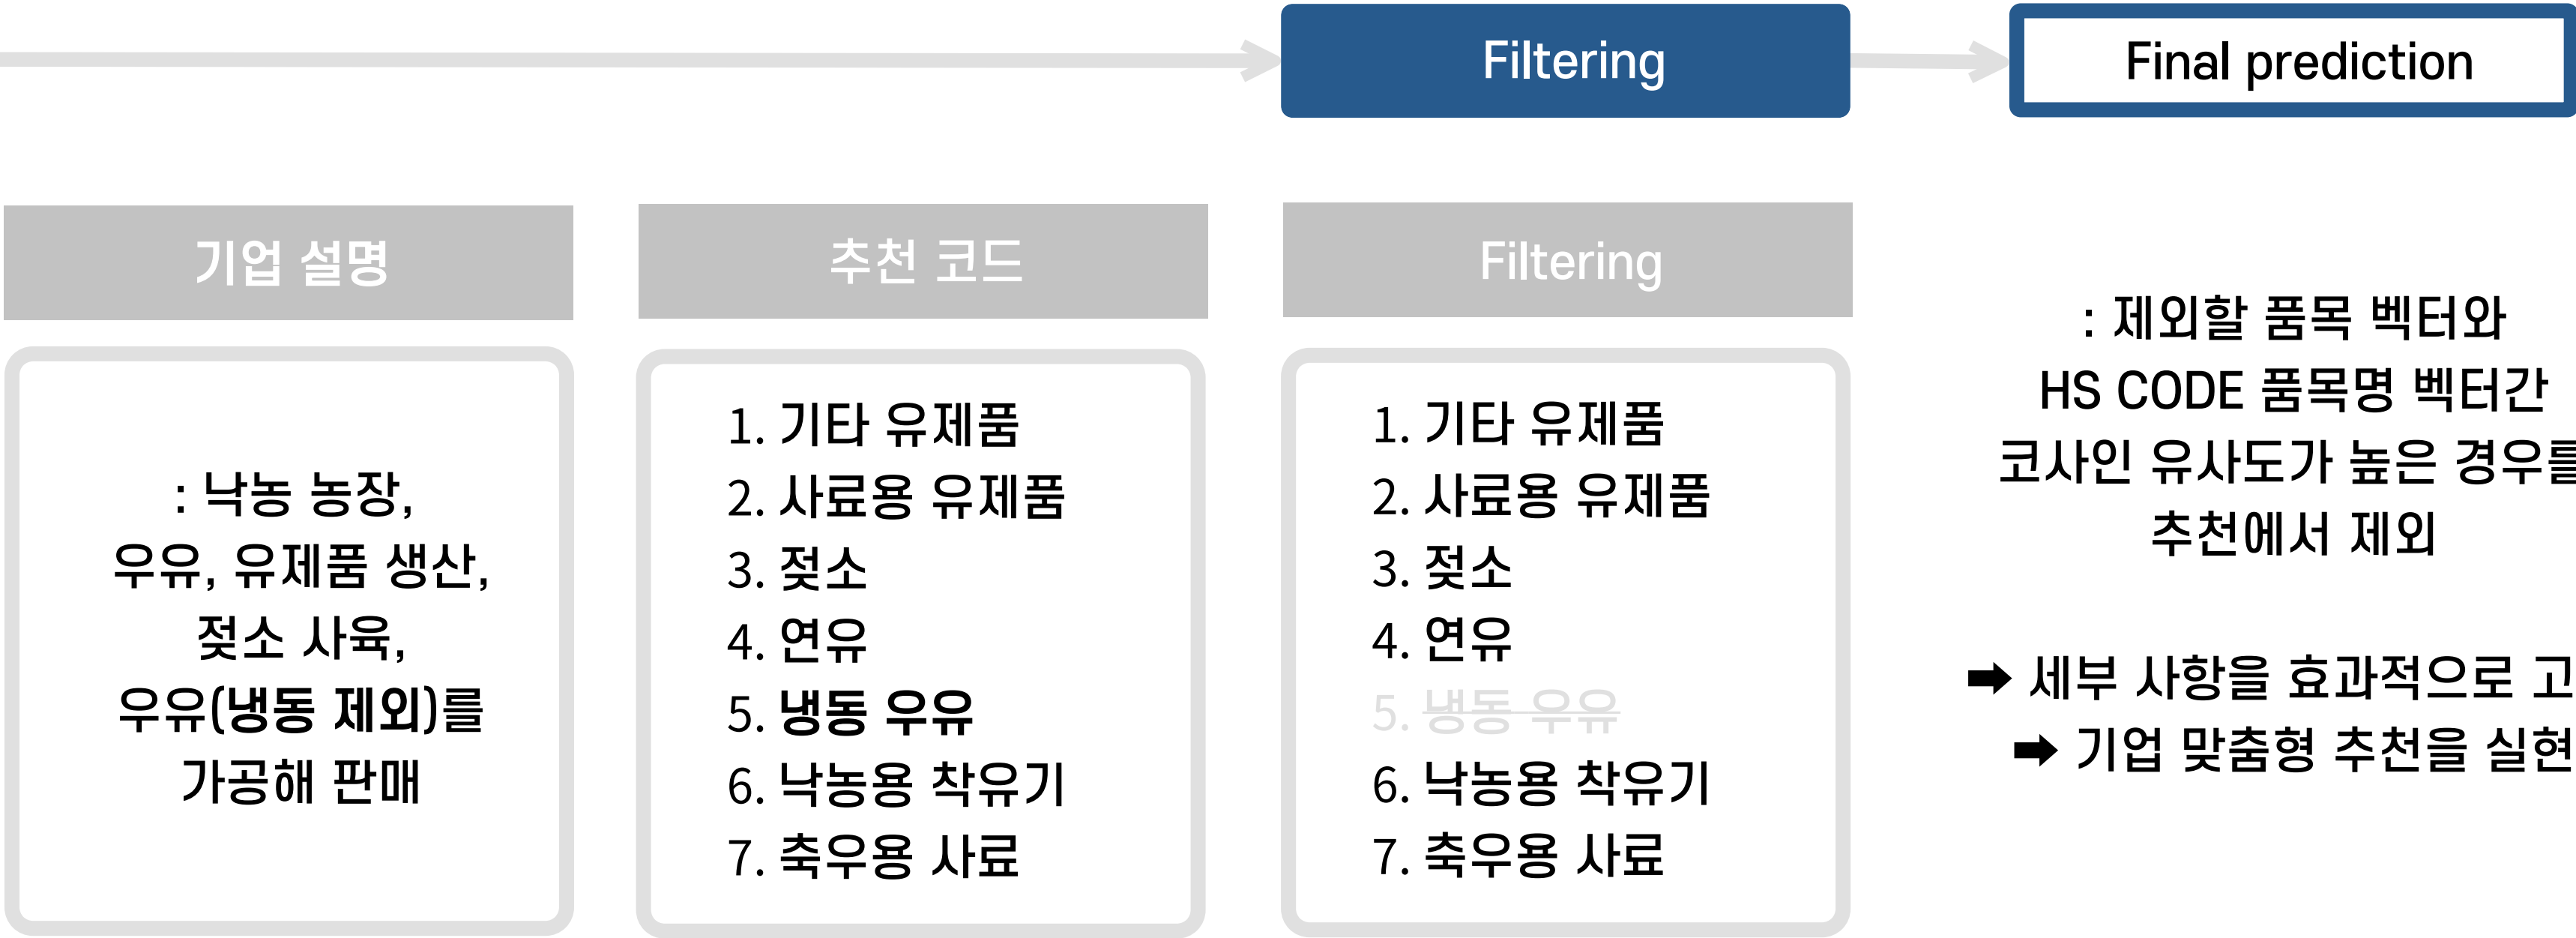 Filtering
Final prediction
기업 설명
: 낙농 농장,
우유, 유제품 생산,
젖소 사육,
우유(냉동 제외)를
가공해 판매
추천 코드
1. 기타 유제품
2. 사료용 유제품
3. 젖소
4. 연유
5. 냉동 우유
6. 낙농용 착유기
7. 축우용 사료
Filtering
1. 기타 유제품
2. 사료용 유제품
3. 젖소
4. 연유
5. 냉동 우유
6. 낙농용 착유기
7. 축우용 사료
: 제외할 품목 벡터와
HS CODE 품목명 벡터간
코사인 유사도가 높은 경우를
추천에서 제외
➡ 세부 사항을 효과적으로 고
➡ 기업 맞춤형 추천을 실현